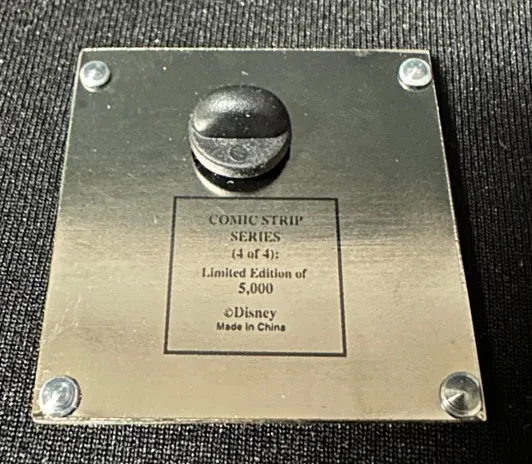 COMIC STRIP
SERIES
(4 of 4):
Limited Edition of
5,000
©Disney
Made in China